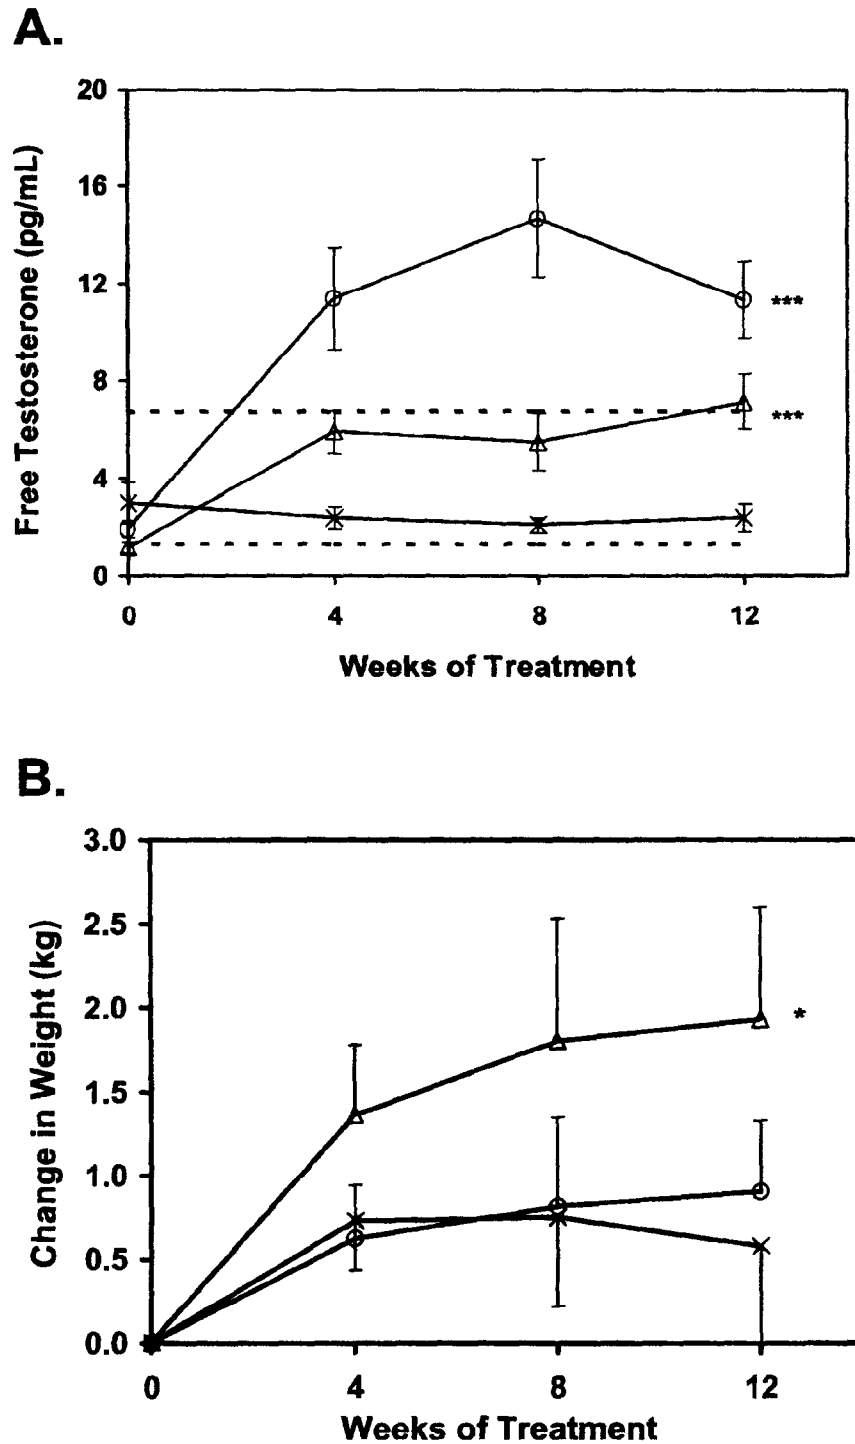 A.
Free Testosterone (pg/mL)
20
16
12
8
4
0
***
***
0 4 8 12
Weeks of Treatment
B.
Change in Weight (kg)
3.0
2.5
2.0
1.5
1.0
0.5
0.0
*
0 4 8 12
Weeks of Treatment